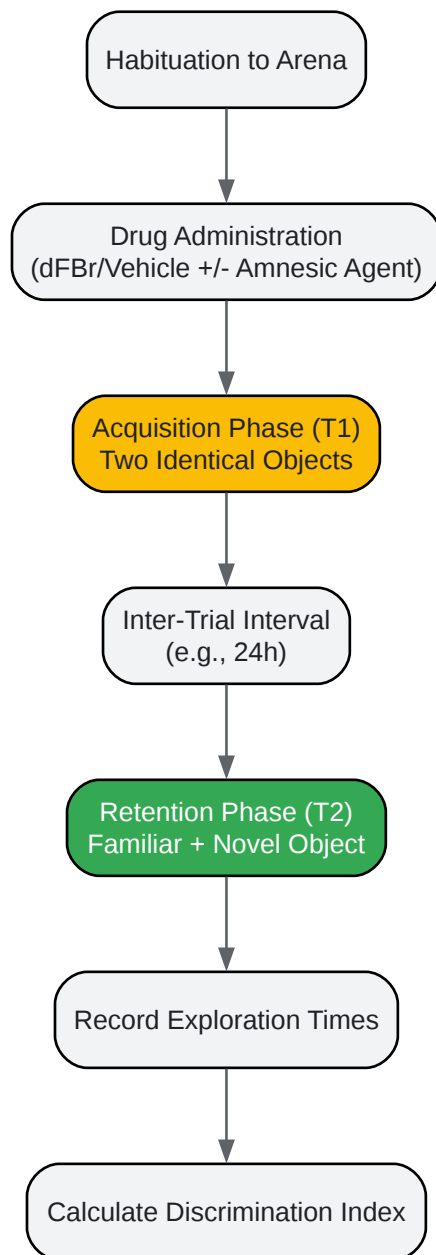 Habituation to Arena
Drug Administration
(dFBr/Vehicle +/- Amnesic Agent)
Acquisition Phase (T1)
Two Identical Objects
Inter-Trial Interval
(e.g., 24h)
Retention Phase (T2)
Familiar + Novel Object
Record Exploration Times
Calculate Discrimination Index